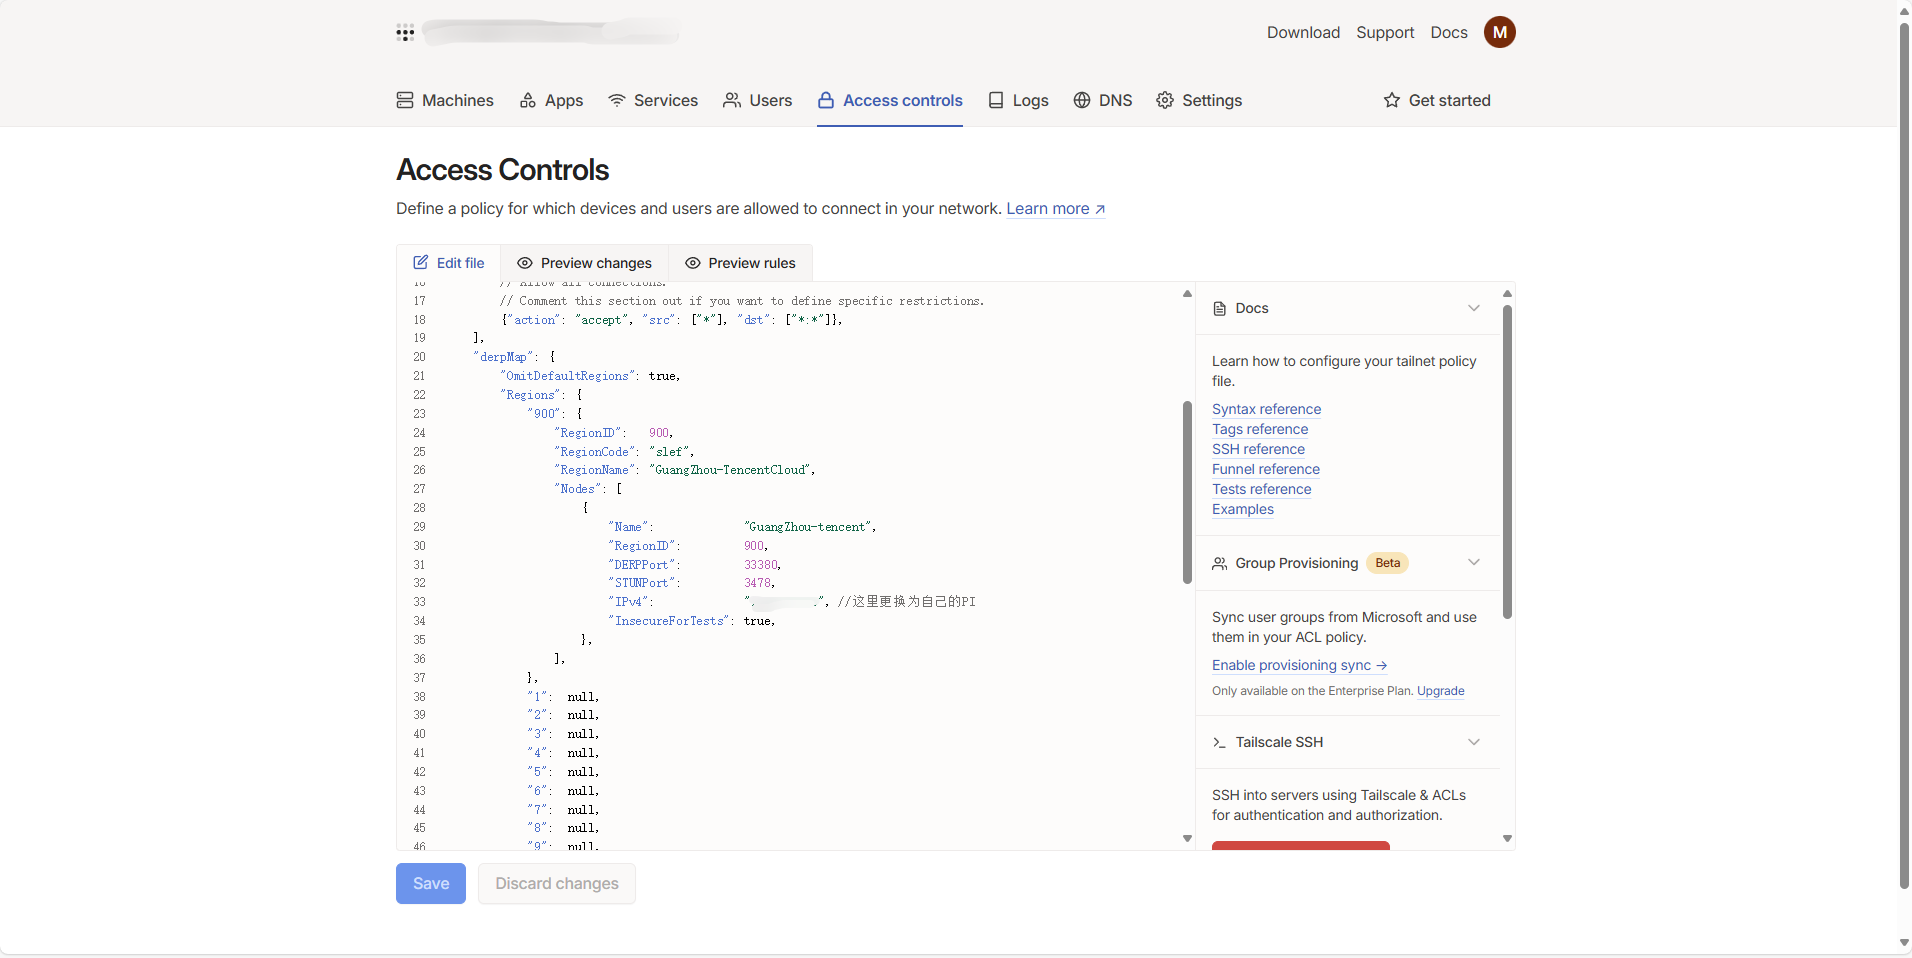 Download Support Docs M
Machines Apps Services Users Access controls Logs DNS Settings Get started
Access Controls
Define a policy for which devices and users are allowed to connect in your network. Learn more ↗
Edit file Preview changes Preview rules
16 // Allow all connections.
17 // Comment this section out if you want to define specific restrictions.
18 {"action": "accept", "src": ["*"], "dst": ["*:*"]},
19 ],
20 "derpMap": {
21 "OmitDefaultRegions": true,
22 "Regions": {
23 "900": {
24 "RegionID": 900,
25 "RegionCode": "slef",
26 "RegionName": "GuangZhou-TencentCloud",
27 "Nodes": [
28 {
29 "Name": "GuangZhou-tencent",
30 "RegionID": 900,
31 "DERPPort": 33380,
32 "STUNPort": 3478,
33 "IPv4": "", //这里更换为自己的PI
34 "InsecureForTests": true,
35 },
36 ],
37 },
38 "1": null,
39 "2": null,
40 "3": null,
41 "4": null,
42 "5": null,
43 "6": null,
44 "7": null,
45 "8": null,
46 "9": null,
Docs
Learn how to configure your tailnet policy
file.
Syntax reference
Tags reference
SSH reference
Funnel reference
Tests reference
Examples
Group Provisioning Beta
Sync user groups from Microsoft and use
them in your ACL policy.
Enable provisioning sync →
Only available on the Enterprise Plan. Upgrade
Tailscale SSH
SSH into servers using Tailscale & ACLs
for authentication and authorization.
Save Discard changes